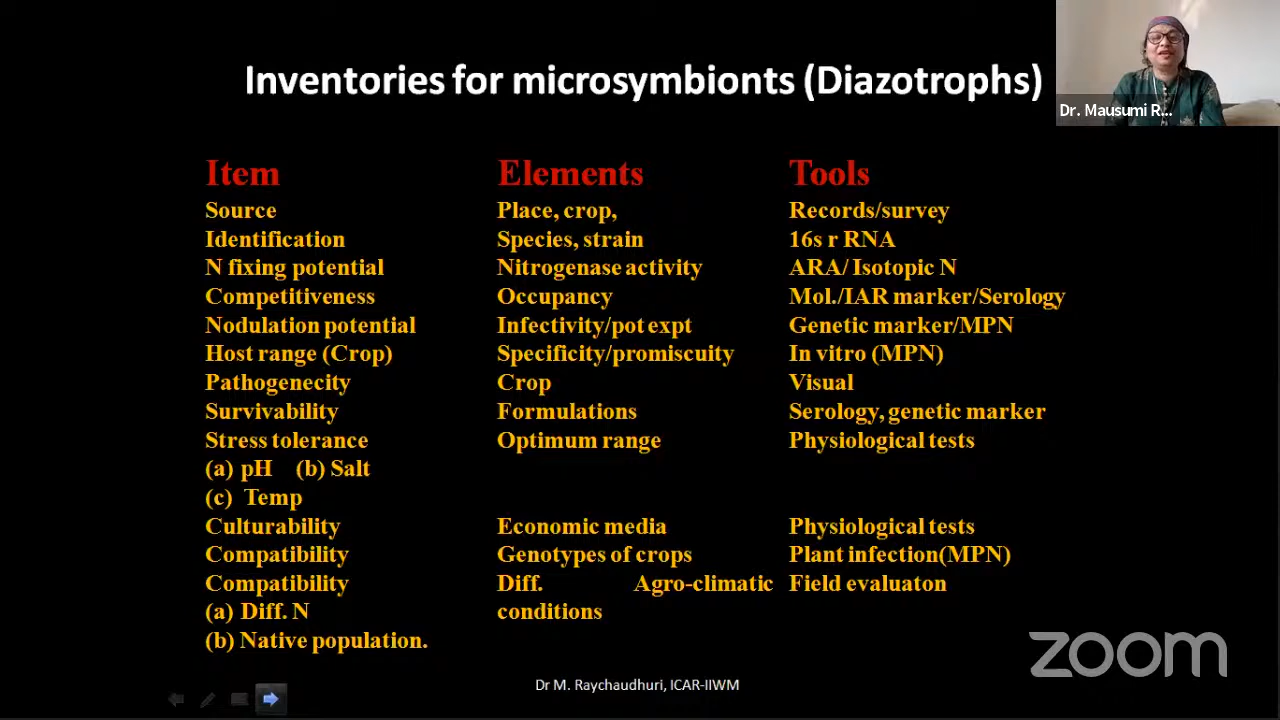 Inventories for microsymbionts (Diazotrophs)
Dr. Mausumi R...
Item Elements Tools
Source Place, crop, Records/survey
Identification Species, strain 16s r RNA
N fixing potential Nitrogenase activity ARA/ Isotopic N
Competitiveness Occupancy Mol./IAR marker/Serology
Nodulation potential Infectivity/pot expt Genetic marker/MPN
Host range (Crop) Specificity/promiscuity In vitro (MPN)
Pathogenecity Crop Visual
Survivability Formulations Serology, genetic marker
Stress tolerance Optimum range Physiological tests
(a) pH (b) Salt
(c) Temp
Culturability Economic media Physiological tests
Compatibility Genotypes of crops Plant infection(MPN)
Compatibility Diff. Agro-climatic Field evaluaton
(a) Diff. N conditions
(b) Native population.
zoom
Dr M. Raychaudhuri, ICAR-IIWM